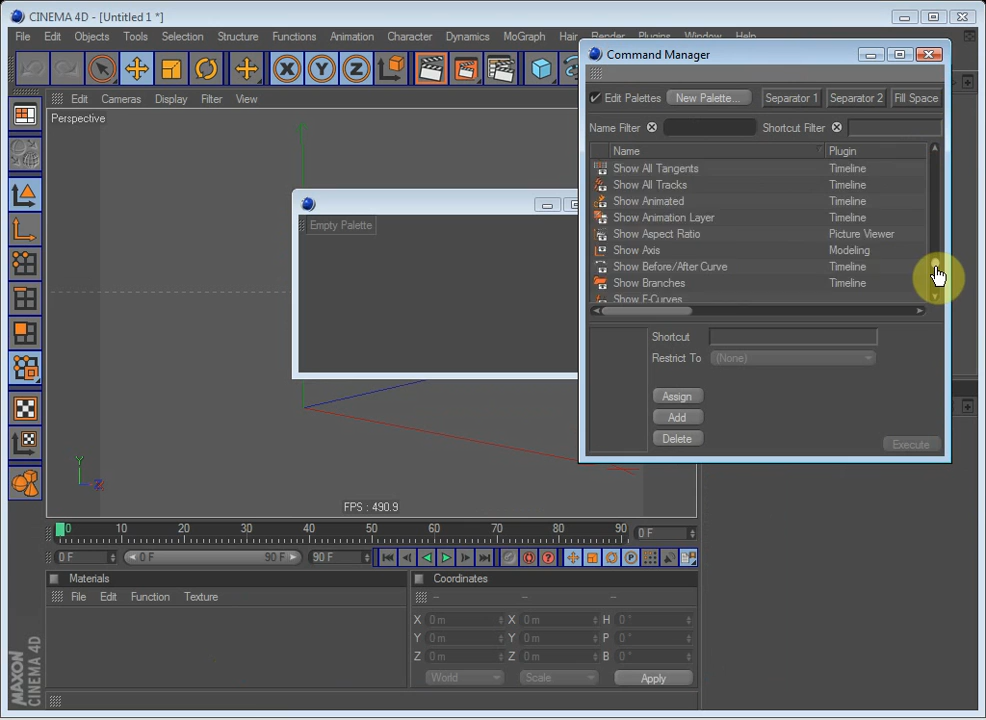 CINEMA 4D - [Untitled 1 *]
File Edit Objects Tools Selection Structure Functions Animation Character Dynamics MoGraph Hair Render Plugins Window Help
Edit Cameras Display Filter View
Perspective
Empty Palette
Y
Z
FPS : 490.9
Command Manager
Edit Palettes New Palette... Separator 1 Separator 2 Fill Space
Name Filter Shortcut Filter
Name Plugin
Show All Tangents Timeline
Show All Tracks Timeline
Show Animated Timeline
Show Animation Layer Timeline
Show Aspect Ratio Picture Viewer
Show Axis Modeling
Show Before/After Curve Timeline
Show Branches Timeline
Show F-Curves
Shortcut
Restrict To (None)
Assign
Add
Delete
Execute
0 10 20 30 40 50 60 70 80 90 0 F
0 F 0 F 90 F 90 F
Materials
File Edit Function Texture
Coordinates
X 0 m X 0 m H 0 °
Y 0 m Y 0 m P 0 °
Z 0 m Z 0 m B 0 °
World Scale Apply
MAXON
CINEMA 4D